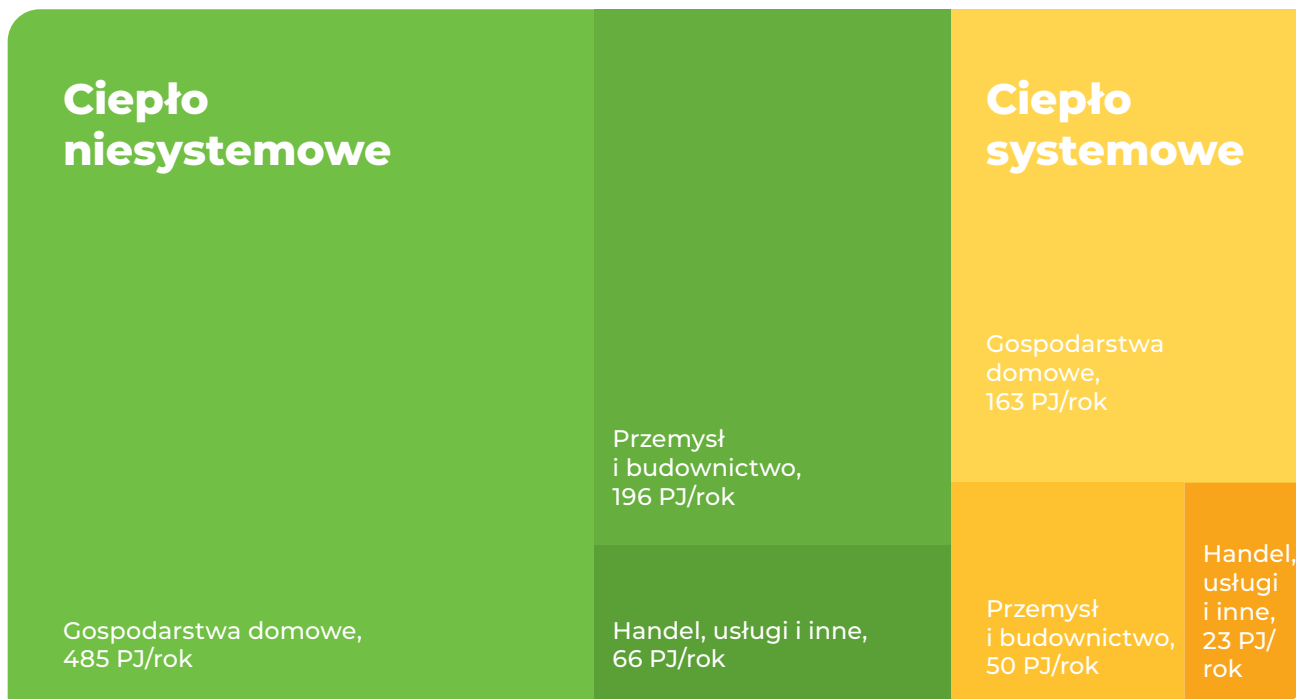 Ciepło
niesystemowe
Gospodarstwa domowe,
485 PJ/rok
Przemysł
i budownictwo,
196 PJ/rok
Handel, usługi i inne,
66 PJ/rok
Ciepło
systemowe
Gospodarstwa
domowe,
163 PJ/rok
Przemysł
i budownictwo,
50 PJ/rok
Handel,
usługi
i inne,
23 PJ/
rok